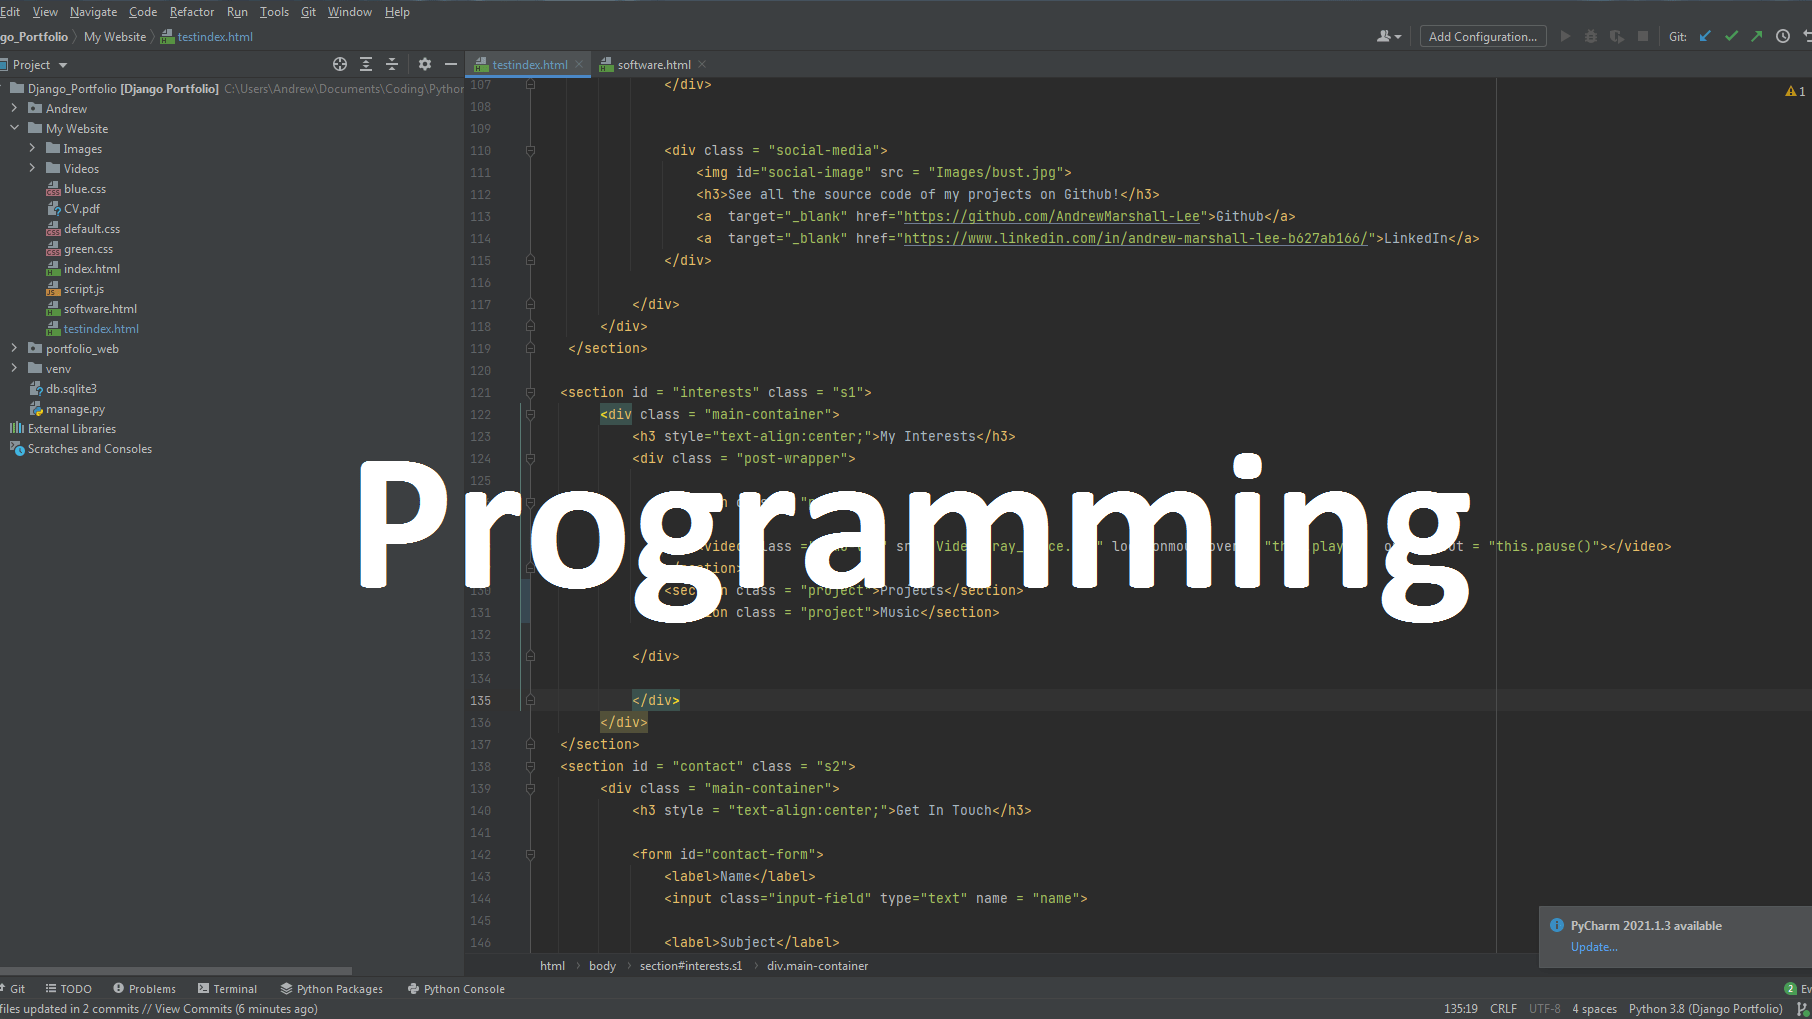 Edit View Navigate Code Refactor Run Tools Git Window Help
go_Portfolio My Website testindex.html Add Configuration... Git:
Project testindex.html software.html
Django_Portfolio [Django Portfolio] C:\Users\Andrew\Documents\Coding\Python
Andrew
My Website
Images
Videos
blue.css
CV.pdf
default.css
green.css
index.html
script.js
software.html
testindex.html
portfolio_web
venv
db.sqlite3
manage.py
External Libraries
Scratches and Consoles
1
107 </div>
108
109
110 <div class = "social-media">
111 <img id="social-image" src = "Images/bust.jpg">
112 <h3>See all the source code of my projects on Github!</h3>
113 <a  target="_blank" href="https://github.com/AndrewMarshall-Lee">Github</a>
114 <a  target="_blank" href="https://www.linkedin.com/in/andrew-marshall-lee-b627ab166/">LinkedIn</a>
115 </div>
116
117 </div>
118 </div>
119 </section>
120
121 <section id = "interests" class = "s1">
122 <div class = "main-container">
123 <h3 style="text-align:center;">My Interests</h3>
124 <div class = "post-wrapper">
125
Programming
= "this.pause()"></video>
130 class = "project">Projects</section>
131 class = "project">Music</section>
132
133 </div>
134
135 </div>
136 </div>
137 </section>
138 <section id = "contact" class = "s2">
139 <div class = "main-container">
140 <h3 style = "text-align:center;">Get In Touch</h3>
141
142 <form id="contact-form">
143 <label>Name</label>
144 <input class="input-field" type="text" name = "name">
145
146 <label>Subject</label>
PyCharm 2021.1.3 available
Update...
html body section#interests.s1 div.main-container
Git TODO Problems Terminal Python Packages Python Console 2 Ev
files updated in 2 commits // View Commits (6 minutes ago) 135:19 CRLF UTF-8 4 spaces Python 3.8 (Django Portfolio)